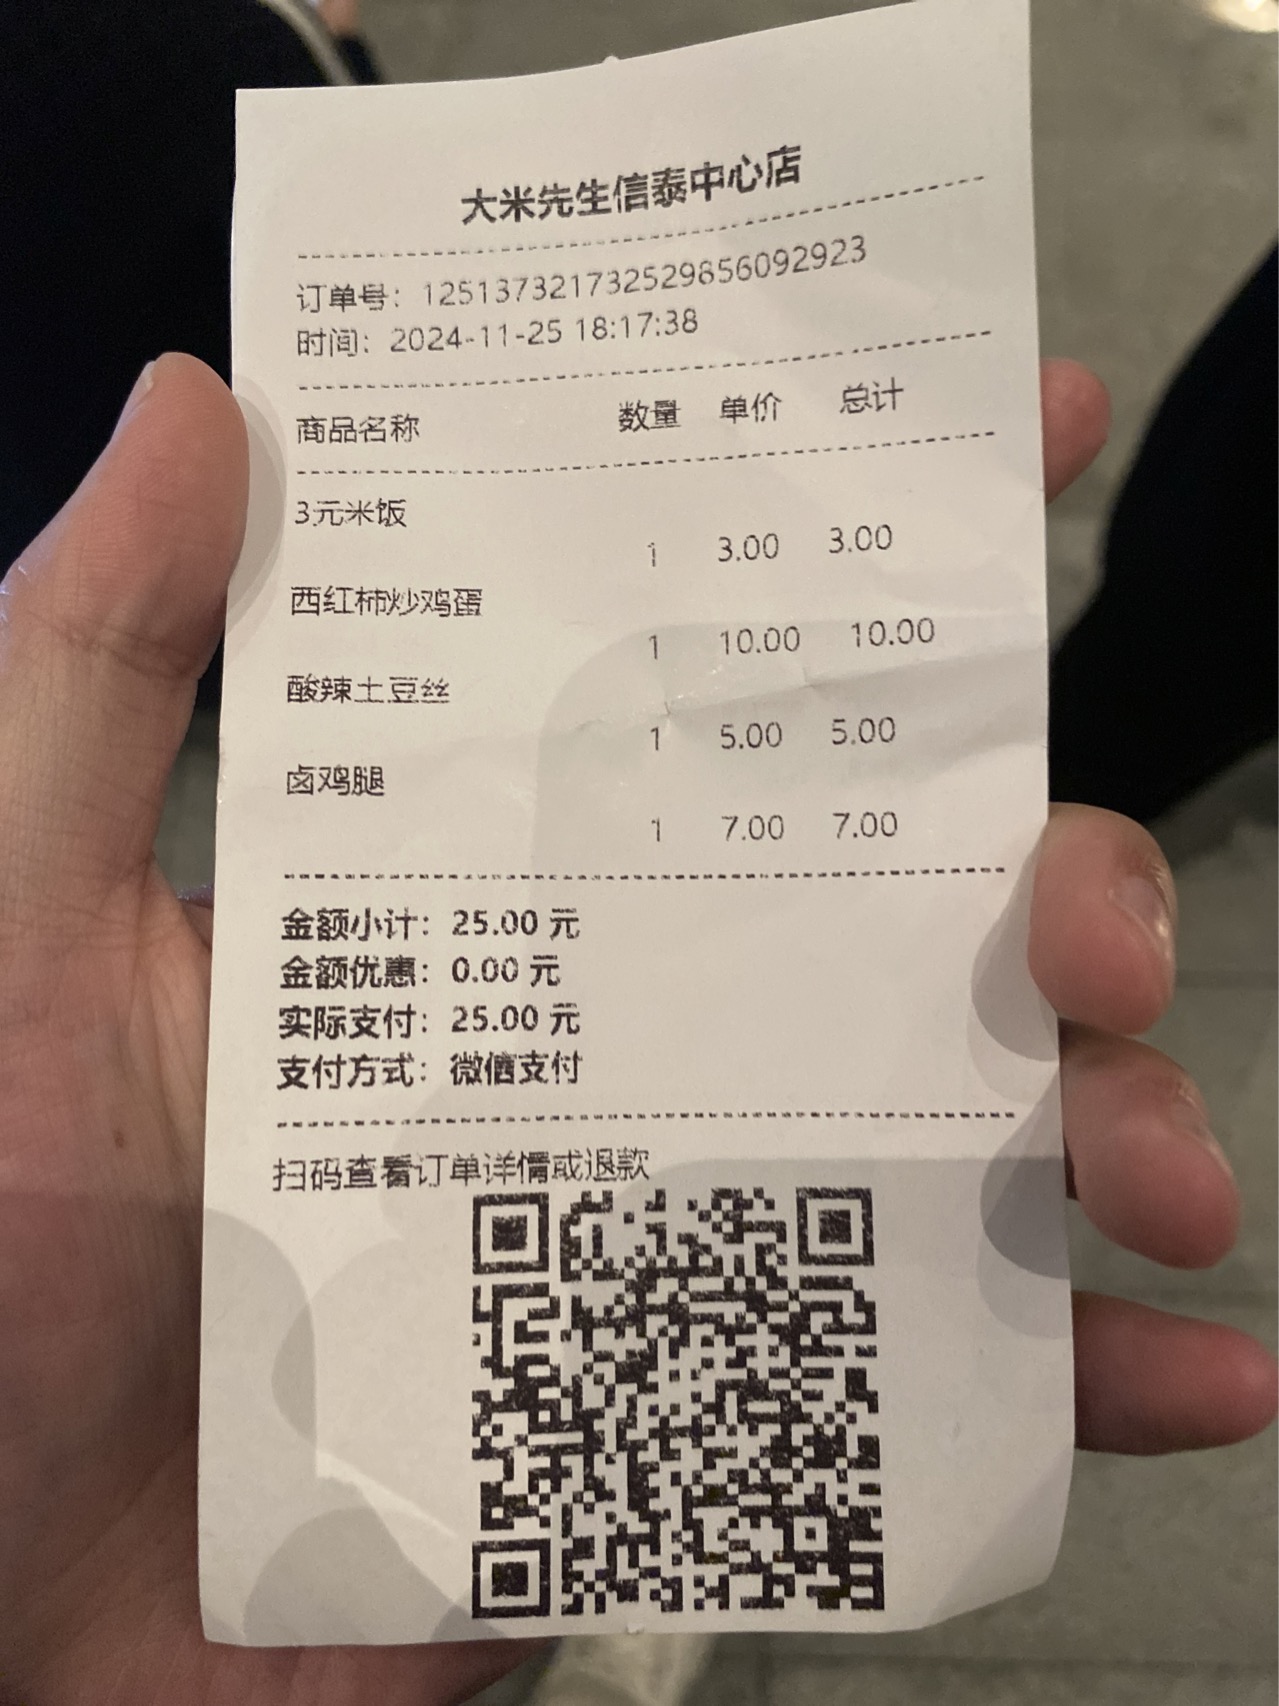 大米先生信泰中心店
订单号：125137321732529856092923
时间：2024-11-25 18:17:38
商品名称 数量 单价 总计
3元米饭
1 3.00 3.00
西红柿炒鸡蛋
1 10.00 10.00
酸辣土豆丝
1 5.00 5.00
卤鸡腿
1 7.00 7.00
金额小计：25.00 元
金额优惠：0.00 元
实际支付：25.00 元
支付方式：微信支付
扫码查看订单详情或退款